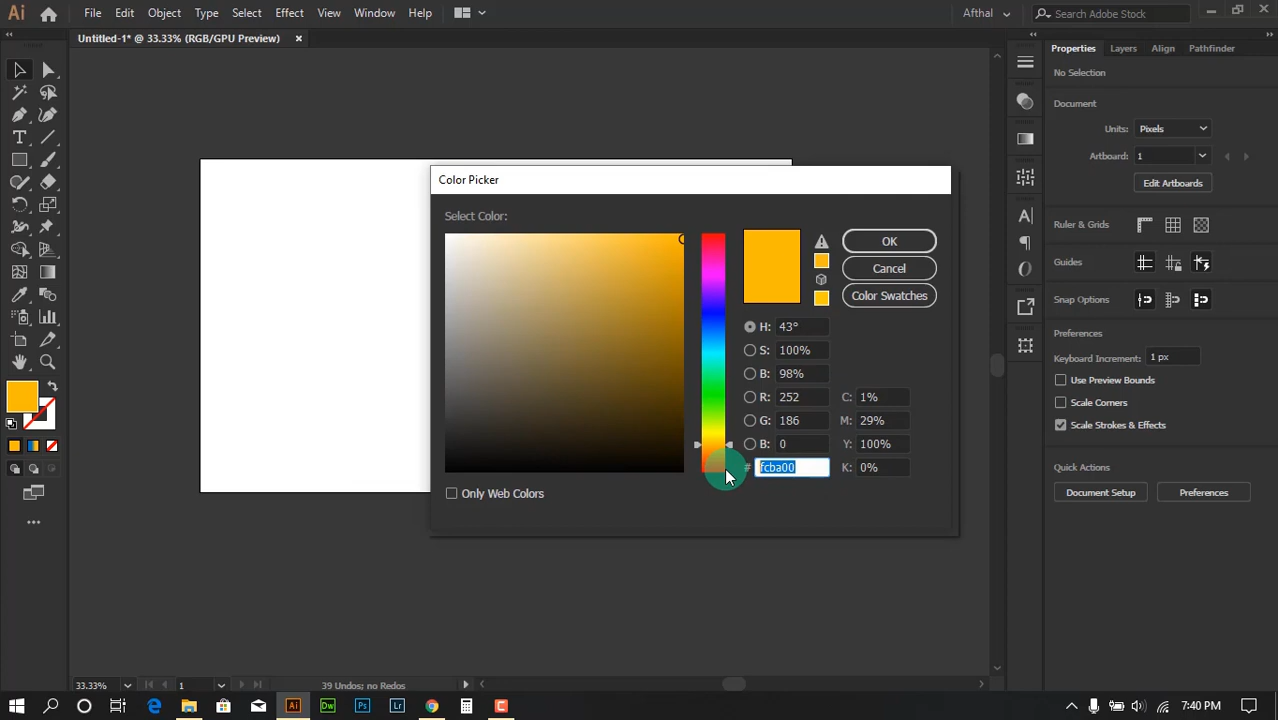 Ai File Edit Object Type Select Effect View Window Help Afthal Search Adobe Stock
Untitled-1* @ 33.33% (RGB/GPU Preview) ×
Properties Layers Align Pathfinder
No Selection
Document
Units: Pixels
Artboard: 1
Edit Artboards
Ruler & Grids
Guides
Snap Options
Preferences
Keyboard Increment: 1 px
Use Preview Bounds
Scale Corners
Scale Strokes & Effects
Quick Actions
Document Setup Preferences
Color Picker
Select Color:
OK
Cancel
Color Swatches
H: 43°
S: 100%
B: 98%
R: 252 C: 1%
G: 186 M: 29%
B: 0 Y: 100%
# fcba00 K: 0%
Only Web Colors
33.33% 1 39 Undos; no Redos
Ai Dw Ps Lr 7:40 PM